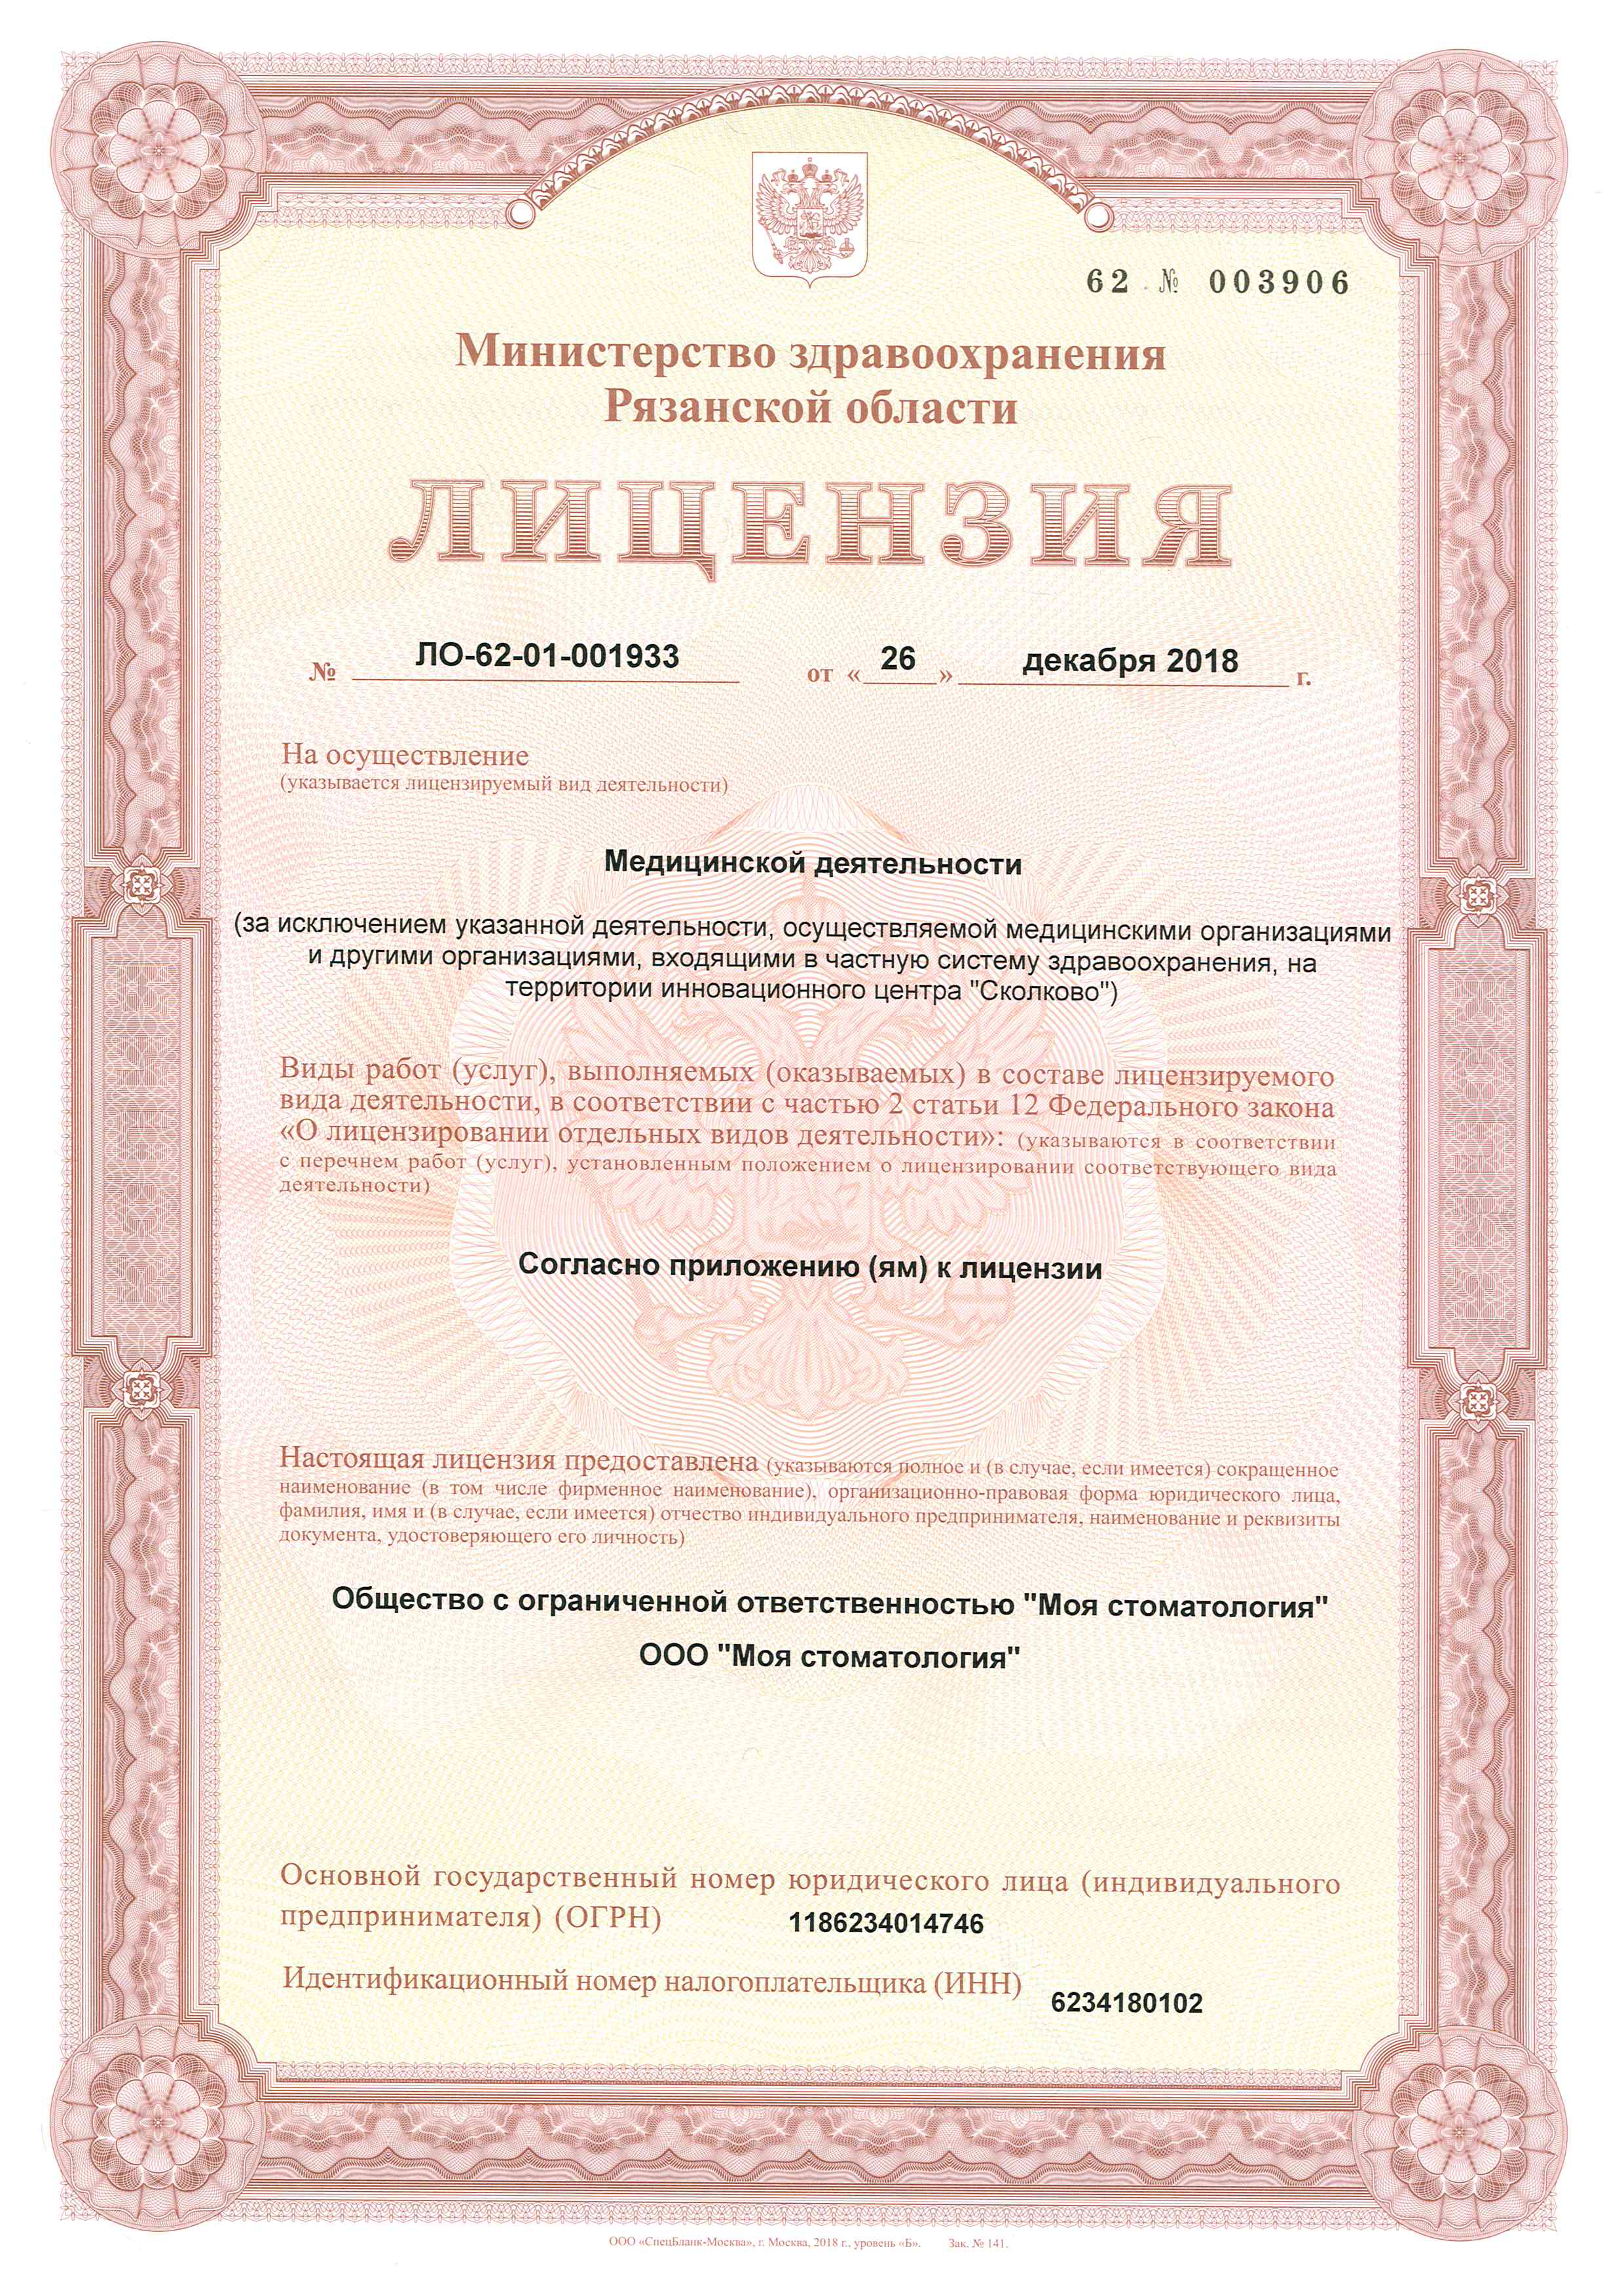 62 № 003906
Министерство здравоохранения
Рязанской области
ЛИЦЕНЗИЯ
№ ЛО-62-01-001933 от « 26 » декабря 2018 г.
На осуществление
(указывается лицензируемый вид деятельности)
Медицинской деятельности
(за исключением указанной деятельности, осуществляемой медицинскими организациями
и другими организациями, входящими в частную систему здравоохранения, на
территории инновационного центра "Сколково")
Виды работ (услуг), выполняемых (оказываемых) в составе лицензируемого
вида деятельности, в соответствии с частью 2 статьи 12 Федерального закона
«О лицензировании отдельных видов деятельности»: (указываются в соответствии
с перечнем работ (услуг), установленным положением о лицензировании соответствующего вида
деятельности)
Согласно приложению (ям) к лицензии
Настоящая лицензия предоставлена (указываются полное и (в случае, если имеется) сокращенное
наименование (в том числе фирменное наименование), организационно-правовая форма юридического лица,
фамилия, имя и (в случае, если имеется) отчество индивидуального предпринимателя, наименование и реквизиты
документа, удостоверяющего его личность)
Общество с ограниченной ответственностью "Моя стоматология"
ООО "Моя стоматология"
Основной государственный номер юридического лица (индивидуального
предпринимателя) (ОГРН) 1186234014746
Идентификационный номер налогоплательщика (ИНН) 6234180102
ООО «СпецБланк-Москва», г. Москва, 2018 г., уровень «Б». Зак. № 141.